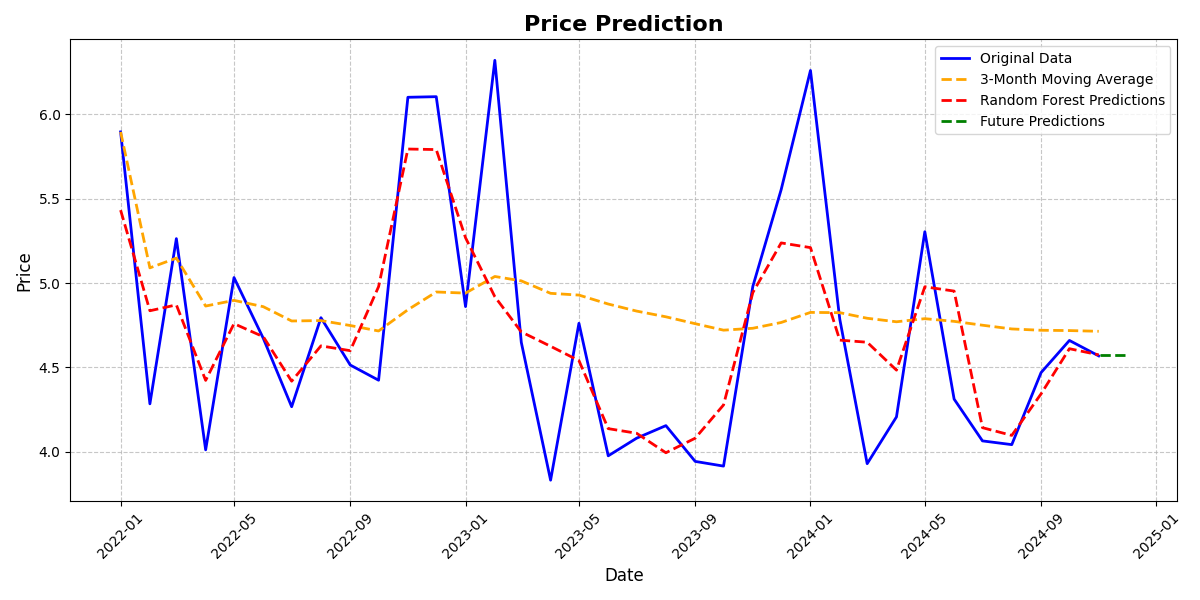 Price Prediction
Original Data
3-Month Moving Average
Random Forest Predictions
Future Predictions
Price
6.0
5.5
5.0
4.5
4.0
2022-01
2022-05
2022-09
2023-01
2023-05
2023-09
2024-01
2024-05
2024-09
2025-01
Date